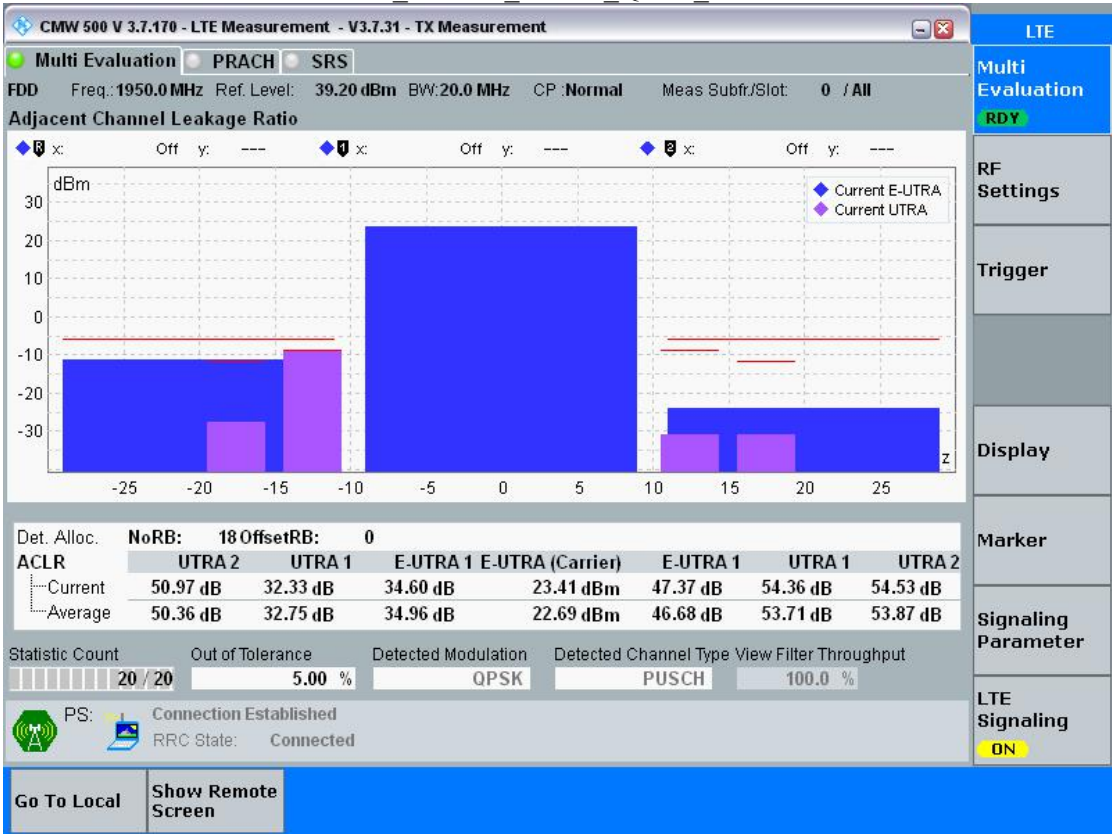 CMW 500 V 3.7.170 - LTE Measurement - V3.7.31 - TX Measurement
LTE
Multi Evaluation PRACH SRS
Multi
Evaluation
RDY
FDD Freq.: 1950.0 MHz Ref. Level: 39.20 dBm BW: 20.0 MHz CP : Normal Meas Subfr./Slot: 0 / All
Adjacent Channel Leakage Ratio
R x: Off y: --- 1 x: Off y: --- 2 x: Off y: ---
dBm
Current E-UTRA
Current UTRA
30
20
10
0
-10
-20
-30
z
-25 -20 -15 -10 -5 0 5 10 15 20 25
RF
Settings
Trigger
Display
Marker
Signaling
Parameter
LTE
Signaling
ON
Det. Alloc. NoRB: 18 OffsetRB: 0
ACLR UTRA 2 UTRA 1 E-UTRA 1 E-UTRA (Carrier) E-UTRA 1 UTRA 1 UTRA 2
Current 50.97 dB 32.33 dB 34.60 dB 23.41 dBm 47.37 dB 54.36 dB 54.53 dB
Average 50.36 dB 32.75 dB 34.96 dB 22.69 dBm 46.68 dB 53.71 dB 53.87 dB
Statistic Count Out of Tolerance Detected Modulation Detected Channel Type View Filter Throughput
20 / 20 5.00 % QPSK PUSCH 100.0 %
PS: Connection Established
RRC State: Connected
Go To Local
Show Remote
Screen